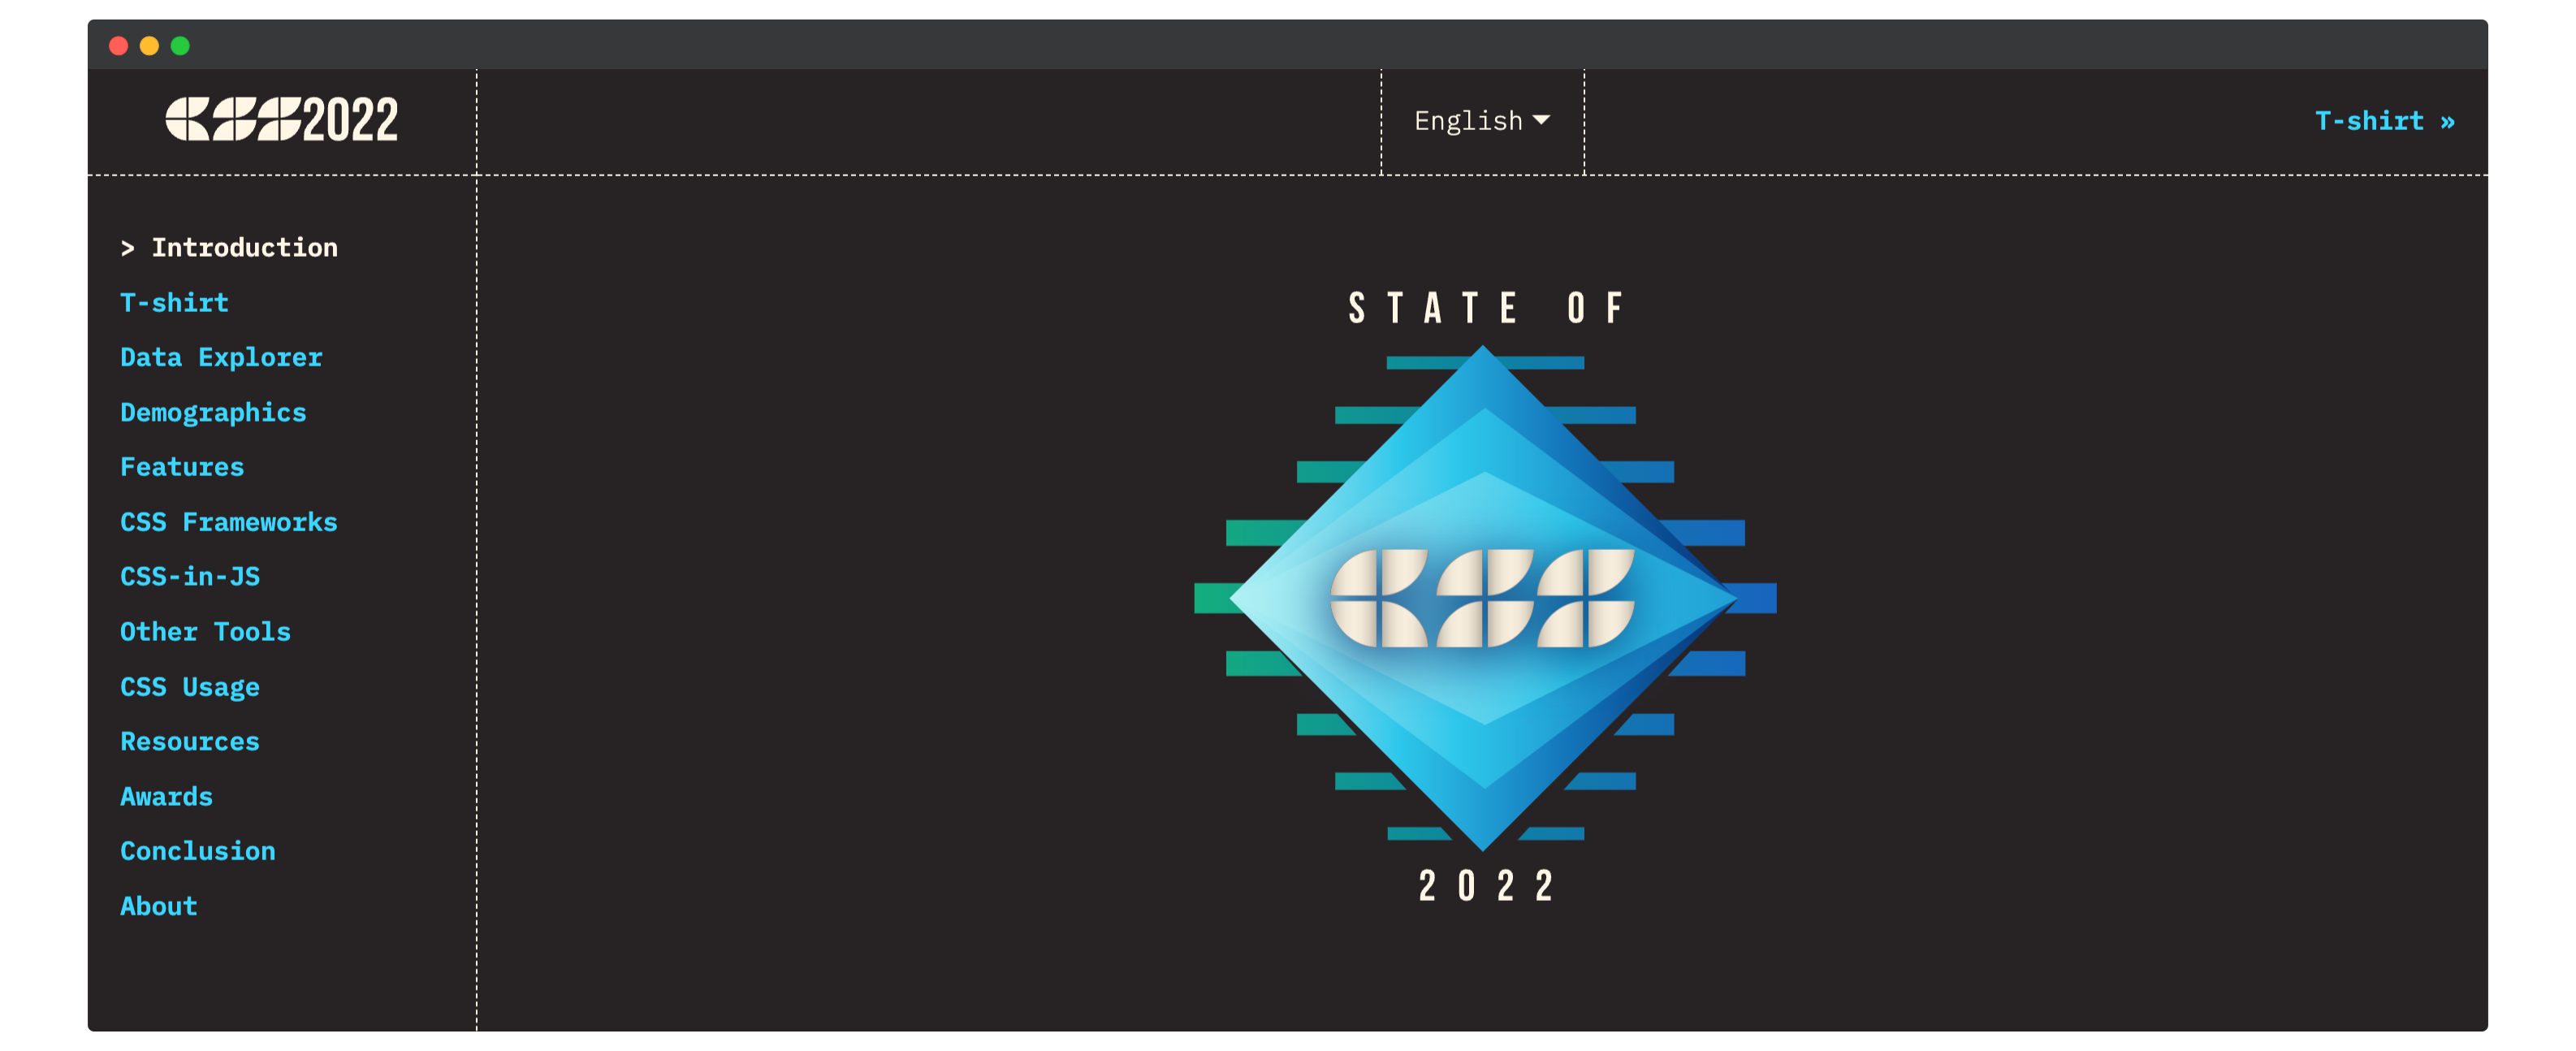 CSS2022
English
T-shirt »
> Introduction
T-shirt
Data Explorer
Demographics
Features
CSS Frameworks
CSS-in-JS
Other Tools
CSS Usage
Resources
Awards
Conclusion
About
STATE OF
CSS
2022